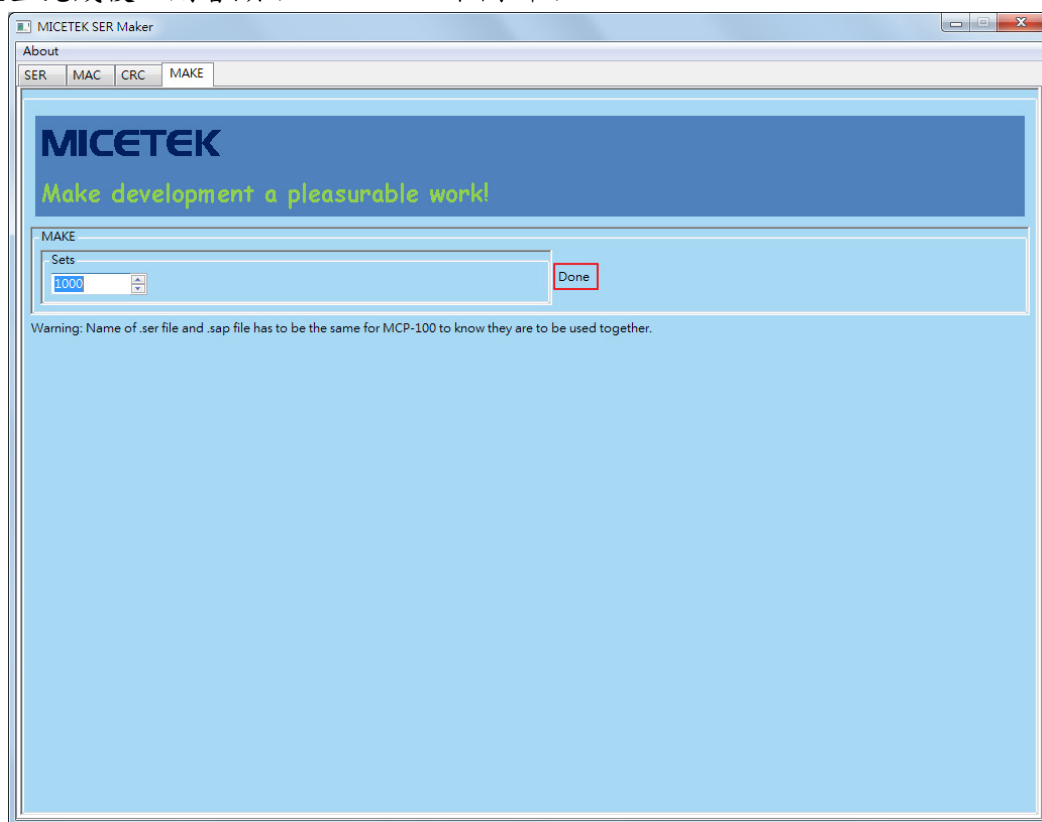 MICETEK SER Maker
About
SER MAC CRC MAKE
MICETEK
Make development a pleasurable work!
MAKE
Sets
1000
Done
Warning: Name of .ser file and .sap file has to be the same for MCP-100 to know they are to be used together.